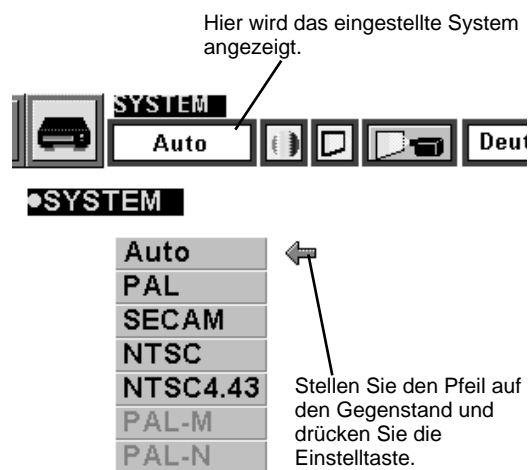 Hier wird das eingestellte System
angezeigt.
SYSTEM
Auto
Deut
●SYSTEM
Auto
PAL
SECAM
NTSC
NTSC4.43
PAL-M
PAL-N
Stellen Sie den Pfeil auf
den Gegenstand und
drücken Sie die
Einstelltaste.